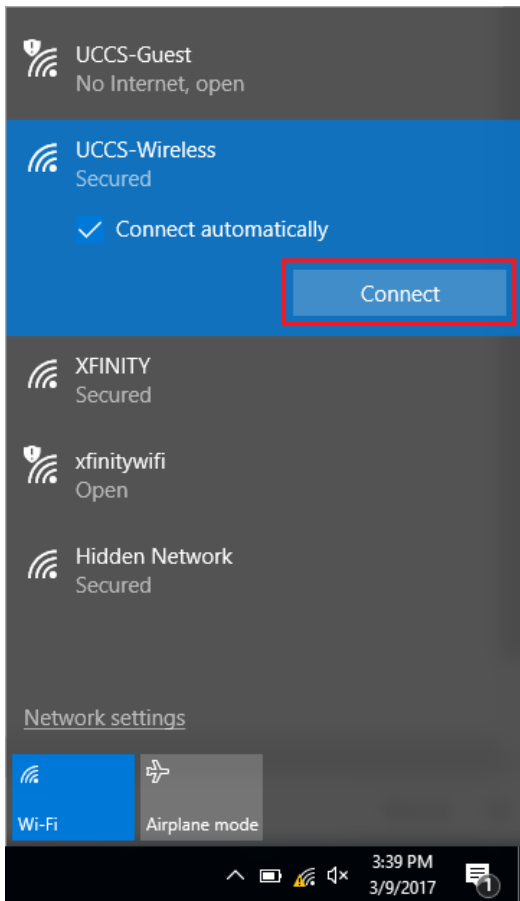 UCCS-Guest
No Internet, open
UCCS-Wireless
Secured
Connect automatically
Connect
XFINITY
Secured
xfinitywifi
Open
Hidden Network
Secured
Network settings
Wi-Fi
Airplane mode
3:39 PM
3/9/2017
1